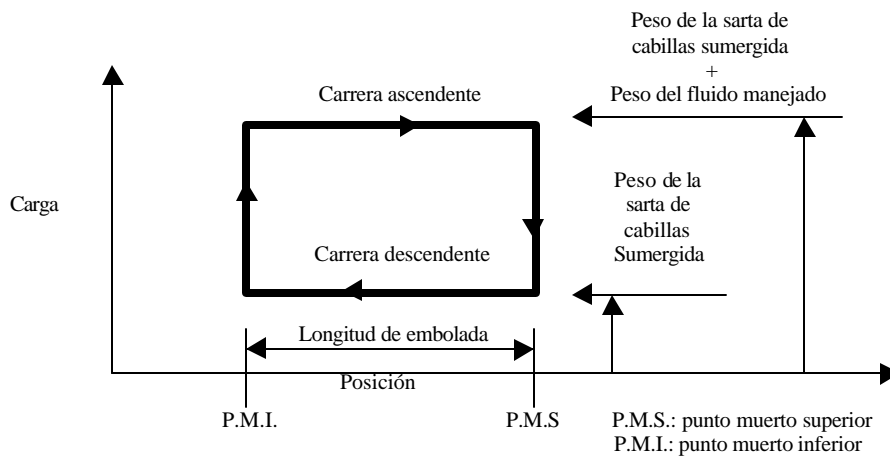 Peso de la sarta de
cabillas sumergida
+
Peso del fluido manejado
Carrera ascendente
Carga
Peso de la
sarta de
cabillas
Sumergida
Carrera descendente
Longitud de embolada
Posición
P.M.I.
P.M.S
P.M.S.: punto muerto superior
P.M.I.: punto muerto inferior